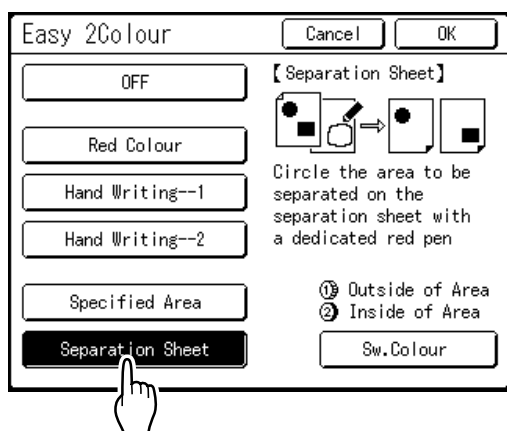 Easy 2Colour
Cancel
OK
OFF
Red Colour
Hand Writing--1
Hand Writing--2
Specified Area
Separation Sheet
【Separation Sheet】
Circle the area to be
separated on the
separation sheet with
a dedicated red pen
① Outside of Area
② Inside of Area
Sw.Colour